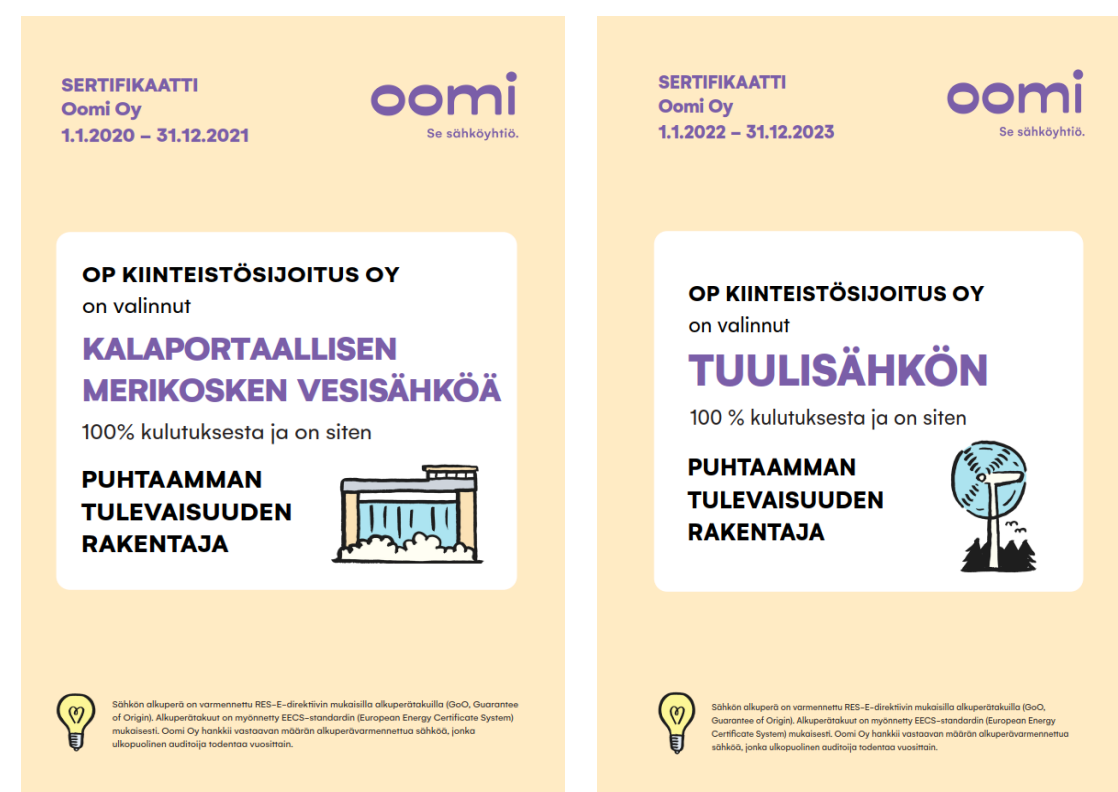 SERTIFIKAATTI
Oomi Oy
1.1.2020 – 31.12.2021
oomi
Se sähköyhtiö.
OP KIINTEISTÖSIJOITUS OY
on valinnut
KALAPORTAALLISEN
MERIKOSKEN VESISÄHKÖÄ
100% kulutuksesta ja on siten
PUHTAAMMAN
TULEVAISUUDEN
RAKENTAJA
Sähkön alkuperä on varmennettu RES-E-direktiivin mukaisilla alkuperätakuilla (GoO, Guarantee
of Origin). Alkuperätakuut on myönnetty EECS-standardin (European Energy Certificate System)
mukaisesti. Oomi Oy hankkii vastaavan määrän alkuperävarmennettua sähköä, jonka
ulkopuolinen auditoija todentaa vuosittain.
SERTIFIKAATTI
Oomi Oy
1.1.2022 – 31.12.2023
oomi
Se sähköyhtiö.
OP KIINTEISTÖSIJOITUS OY
on valinnut
TUULISÄHKÖN
100 % kulutuksesta ja on siten
PUHTAAMMAN
TULEVAISUUDEN
RAKENTAJA
Sähkön alkuperä on varmennettu RES-E-direktiivin mukaisilla alkuperätakuilla (GoO,
Guarantee of Origin). Alkuperätakuut on myönnetty EECS-standardin (European Energy
Certificate System) mukaisesti. Oomi Oy hankkii vastaavan määrän alkuperävarmennettua
sähköä, jonka ulkopuolinen auditoija todentaa vuosittain.